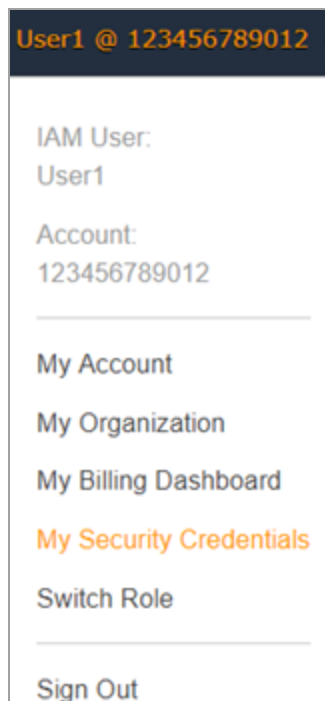 User1 @ 123456789012
IAM User:
User1
Account:
123456789012
My Account
My Organization
My Billing Dashboard
My Security Credentials
Switch Role
Sign Out